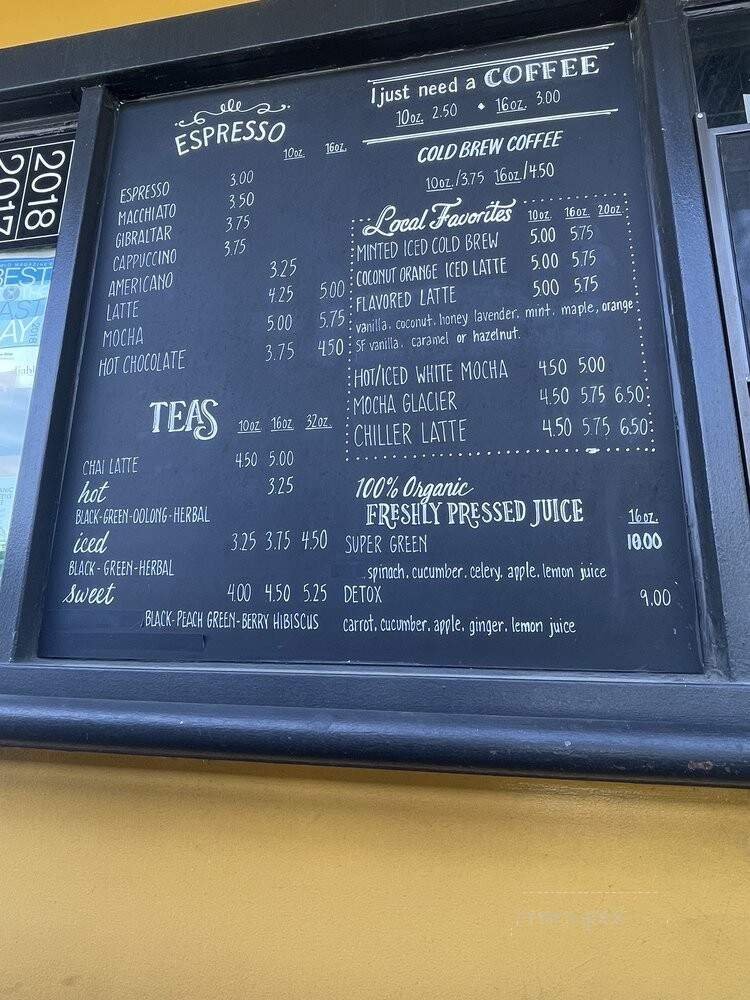 2018
2017
ESPRESSO
10oz. 16oz.
ESPRESSO 3.00
MACCHIATO 3.50
GIBRALTAR 3.75
CAPPUCCINO 3.75
AMERICANO 3.25
LATTE 4.25 5.00
MOCHA 5.00 5.75
HOT CHOCOLATE 3.75 4.50
TEAS 10oz 16oz 32oz.
CHAI LATTE 4.50 5.00
hot 3.25
BLACK-GREEN-OOLONG-HERBAL
iced 3.25 3.75 4.50
BLACK-GREEN-HERBAL
sweet 4.00 4.50 5.25
BLACK-PEACH GREEN-BERRY HIBISCUS
I just need a COFFEE
10oz. 2.50 • 16oz. 3.00
COLD BREW COFFEE
10oz./3.75 16oz/4.50
Local Favorites 10oz. 16oz. 20oz.
MINTED ICED COLD BREW 5.00 5.75
COCONUT ORANGE ICED LATTE 5.00 5.75
FLAVORED LATTE 5.00 5.75
vanilla, coconut, honey lavender, mint, maple, orange
SF vanilla, caramel or hazelnut.
HOT/ICED WHITE MOCHA 4.50 5.00
MOCHA GLACIER 4.50 5.75 6.50
CHILLER LATTE 4.50 5.75 6.50
100% Organic
FRESHLY PRESSED JUICE 16oz.
SUPER GREEN 10.00
spinach, cucumber, celery, apple, lemon juice
DETOX 9.00
carrot, cucumber, apple, ginger, lemon juice